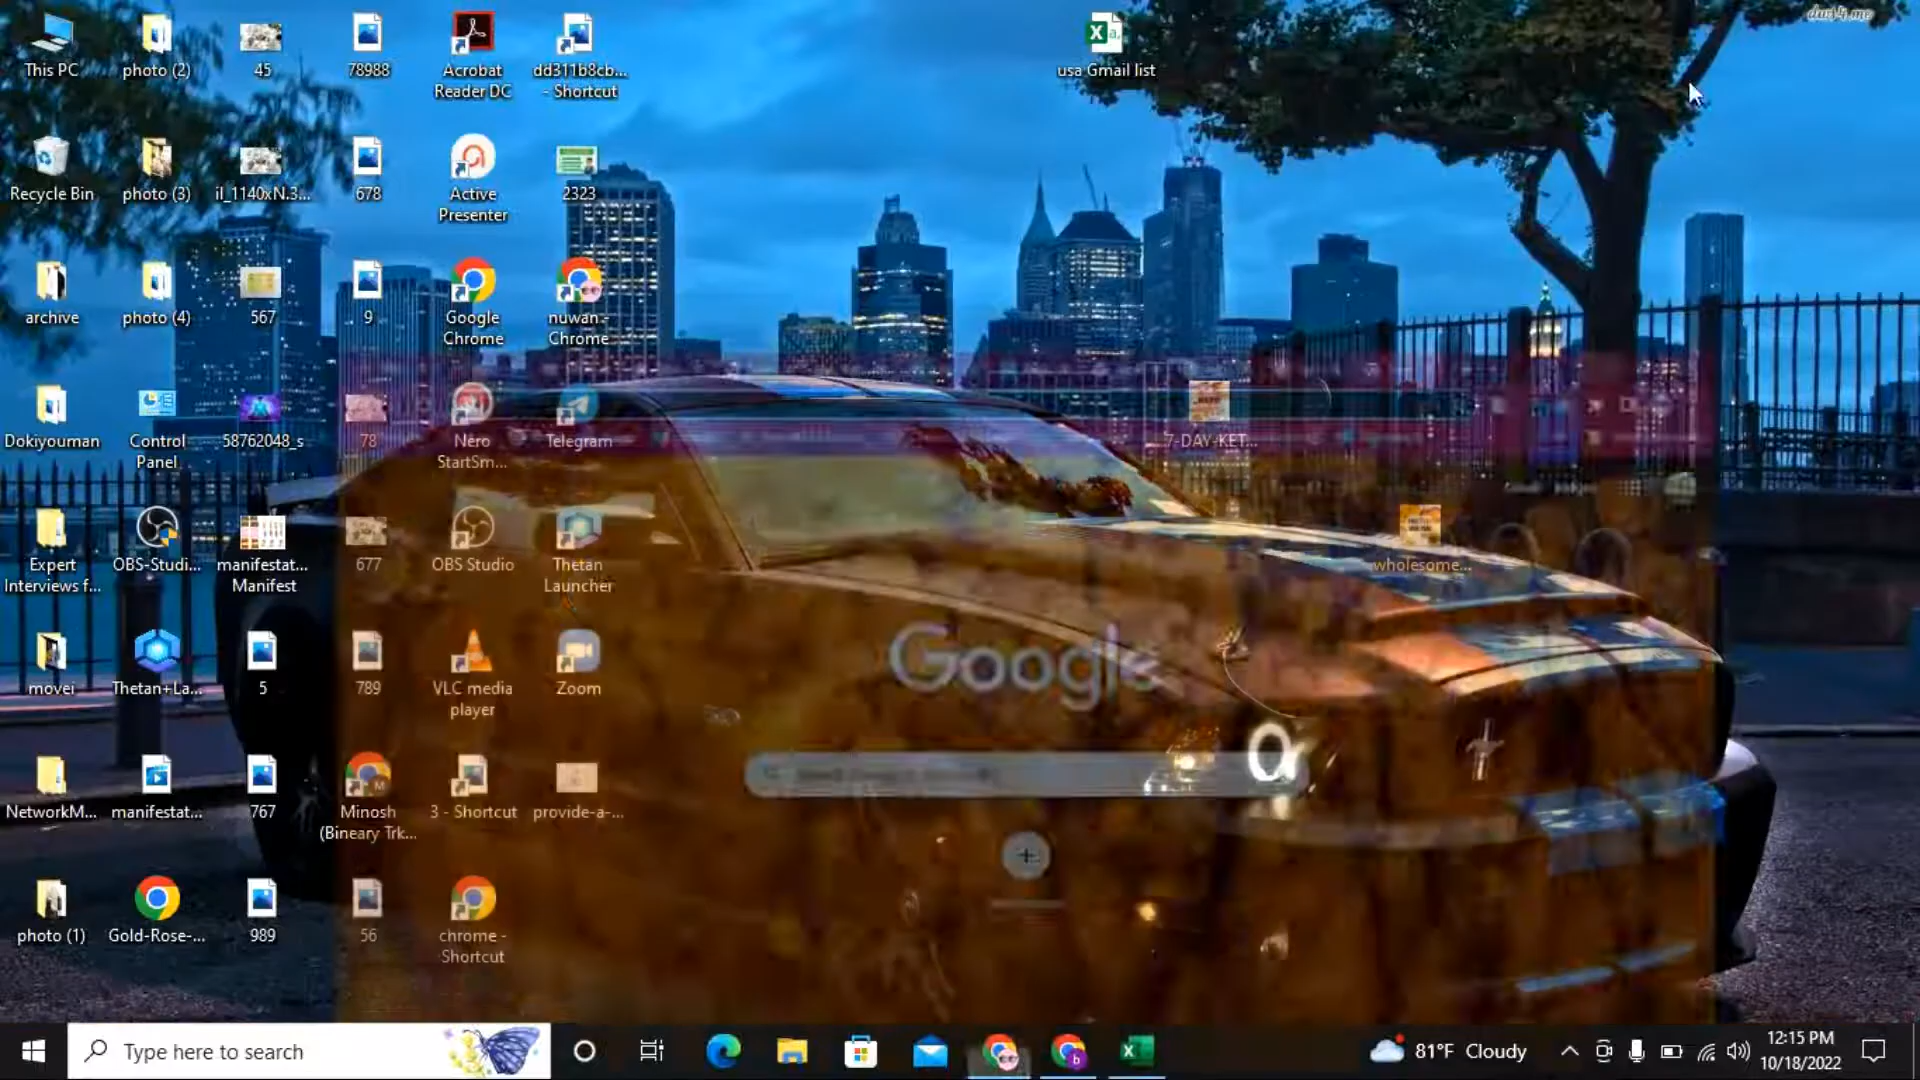 dwt4.me
This PC
photo (2)
45
78988
Acrobat
Reader DC
dd311b8cb...
- Shortcut
usa Gmail list
Recycle Bin
photo (3)
il_1140xN.3...
678
Active
Presenter
2323
archive
photo (4)
567
9
Google
Chrome
nuwan -
Chrome
Dokiyouman
Control
Panel
58762048_s
78
Nero
StartSm...
Telegram
7-DAY-KET...
Expert
Interviews f...
OBS-Studi...
manifestat...
Manifest
677
OBS Studio
Thetan
Launcher
wholesome...
Google
movei
Thetan+La...
5
789
VLC media
player
Zoom
NetworkM...
manifestat...
767
Minosh
(Bineary Trk...
3 - Shortcut
provide-a-...
photo (1)
Gold-Rose-...
989
56
chrome -
Shortcut
Type here to search
81°F Cloudy
12:15 PM
10/18/2022